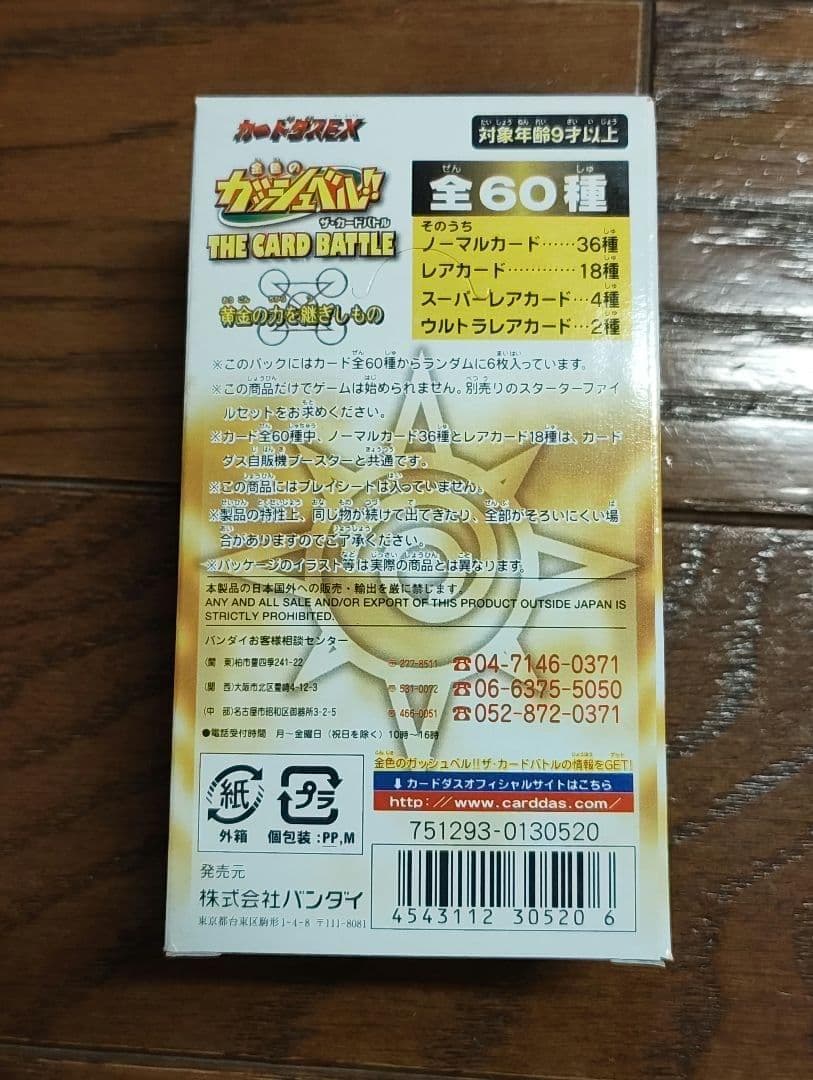 カードダスEX
対象年齢9才以上
金色の
ガッシュベル!!
ザ・カードバトル
THE CARD BATTLE
黄金の力を継ぎしもの
全60種
そのうち
ノーマルカード……36種
レアカード…………18種
スーパーレアカード…4種
ウルトラレアカード…2種
※このパックにはカード全60種からランダムに6枚入っています。
※この商品だけでゲームは始められません。別売りのスターターファイ
ルセットをお求めください。
※カード全60種中、ノーマルカード36種とレアカード18種は、カード
ダス自販機ブースターと共通です。
※この商品にはプレイシートは入っていません。
※製品の特性上、同じ物が続けて出てきたり、全部がそろいにくい場
合がありますのでご了承ください。
※パッケージのイラスト等は実際の商品とは異なります。
本製品の日本国外への販売・輸出を厳に禁じます。
ANY AND ALL SALE AND/OR EXPORT OF THIS PRODUCT OUTSIDE JAPAN IS
STRICTLY PROHIBITED.
バンダイお客様相談センター
(関 東)柏市豊四季241-22 〒277-8511 ☎04-7146-0371
(関 西)大阪市北区豊崎4-12-3 〒531-0072 ☎06-6375-5050
(中 部)名古屋市昭和区御器所3-2-5 〒466-0051 ☎052-872-0371
●電話受付時間 月〜金曜日(祝日を除く)10時〜16時
金色のガッシュベル!!ザ・カードバトルの情報をGET!
⬇カードダスオフィシャルサイトはこちら
http://www.carddas.com/
紙
外箱
プラ
個包装:PP,M
751293-0130520
4543112 305206
発売元
株式会社バンダイ
東京都台東区駒形1-4-8 〒111-8081